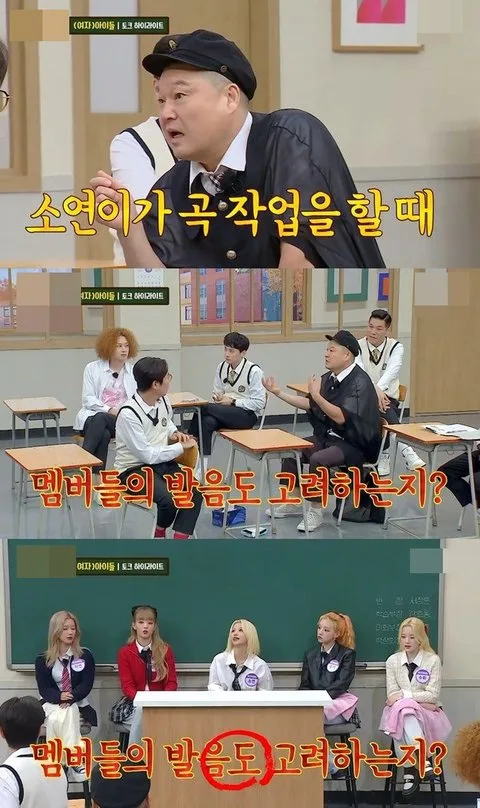 (여자)아이들 | 토크 하이라이트
소연이가 곡 작업을 할 때
여자)아이들 | 토크 하이라이트
멤버들의 발음도 고려하는지?
여자)아이들 | 토크 하이라이트
멤버들의 발음도 고려하는지?